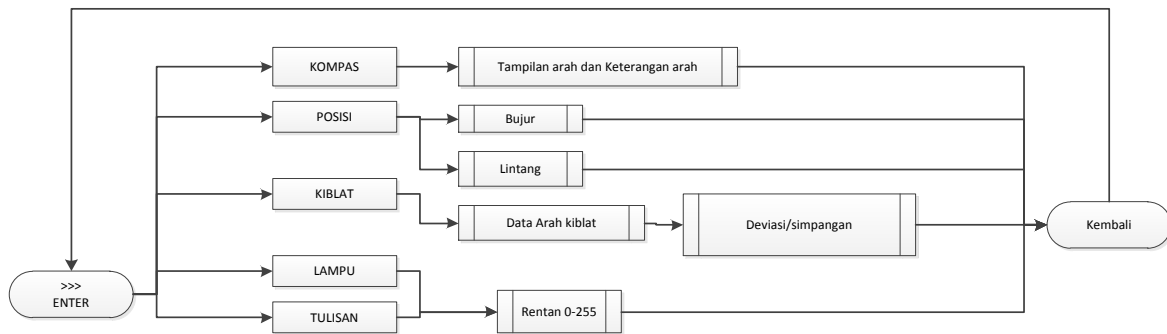 KOMPAS
Tampilan arah dan Keterangan arah
POSISI
Bujur
Lintang
KIBLAT
Data Arah kiblat
Deviasi/simpangan
Kembali
>>>
ENTER
LAMPU
TULISAN
Rentan 0-255